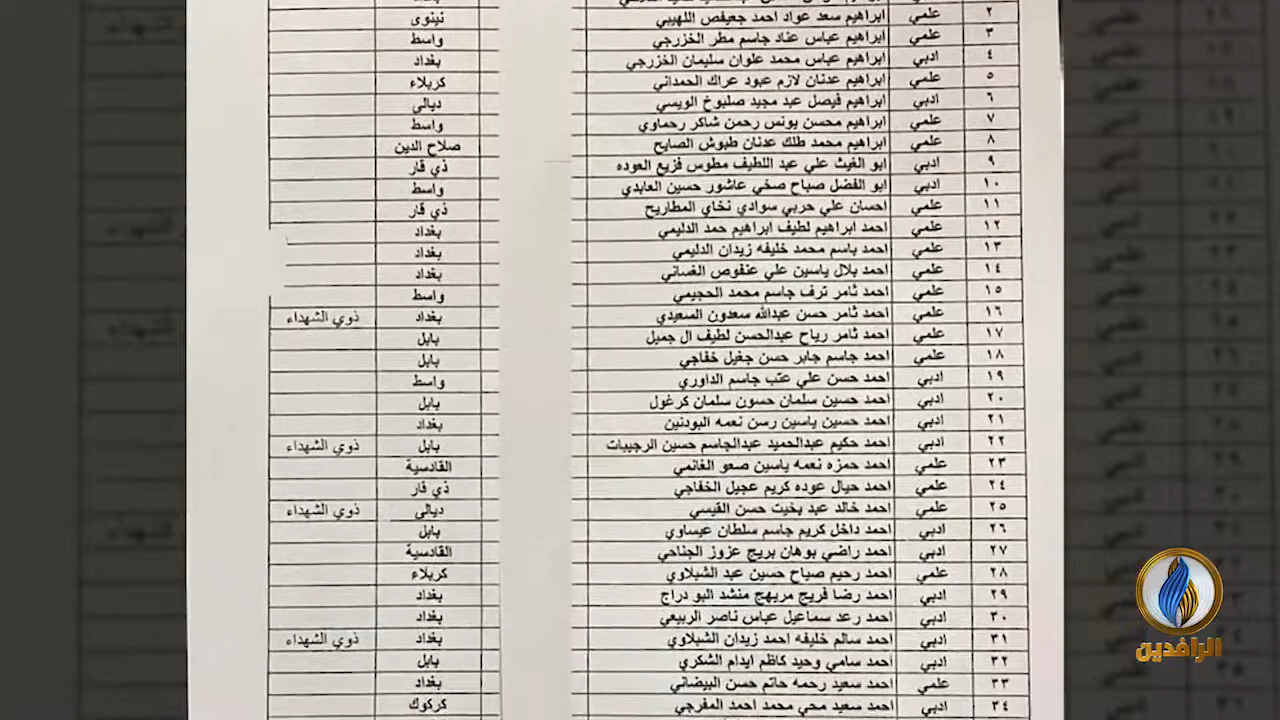 ٢ علمي ابراهيم سعد عواد احمد جعيفص اللهيبي نينوى
٣ علمي ابراهيم عباس عناد جاسم مطر الخزرجي واسط
٤ ادبي ابراهيم عباس محمد علوان سليمان الخزرجي بغداد
٥ علمي ابراهيم عدنان لازم عبود عراك الحمداني كربلاء
٦ ادبي ابراهيم فيصل عبد مجيد صلبوخ الويسي ديالى
٧ علمي ابراهيم محسن يونس رحمن شاكر رحماوي واسط
٨ علمي ابراهيم محمد طلك عدنان طبوش الصايح صلاح الدين
٩ ادبي ابو الغيث علي عبد اللطيف مطوس فزيع العوده ذي قار
١٠ ادبي ابو الفضل صباح صخي عاشور حسين العابدي واسط
١١ علمي احسان علي حربي سوادي نخاي المطاريح ذي قار
١٢ علمي احمد ابراهيم لطيف ابراهيم حمد الدليمي بغداد
١٣ علمي احمد باسم محمد خليفه زيدان الدليمي بغداد
١٤ علمي احمد بلال ياسين علي عنفوص الغساني بغداد
١٥ علمي احمد ثامر ترف جاسم محمد الحجيمي واسط
١٦ علمي احمد ثامر حسن عبدالله سعدون السعيدي بغداد ذوي الشهداء
١٧ علمي احمد ثامر رياح عبدالحسن لطيف ال جميل بابل
١٨ علمي احمد جاسم جابر حسن جغيل خفاجي بابل
١٩ ادبي احمد حسن علي عتب جاسم الداوري واسط
٢٠ ادبي احمد حسين سلمان حسون سلمان كرغول بابل
٢١ ادبي احمد حسين ياسين رسن نعمه البودنين بغداد
٢٢ ادبي احمد حكيم عبدالحميد عبدالجاسم حسين الرجيبات بابل ذوي الشهداء
٢٣ علمي احمد حمزه نعمه ياسين صعو الغانمي القادسية
٢٤ علمي احمد حيال عوده كريم عجيل الخفاجي ذي قار
٢٥ علمي احمد خالد عبد بخيت حسن القيسي ديالى ذوي الشهداء
٢٦ ادبي احمد داخل كريم جاسم سلطان عيساوي بابل
٢٧ ادبي احمد راضي بوهان بريج عزوز الجناحي القادسية
٢٨ علمي احمد رحيم صياح حسين عبد الشبلاوي كربلاء
٢٩ ادبي احمد رضا فريح مريهج منشد البو دراج بغداد
٣٠ ادبي احمد رعد سماعيل عباس ناصر الربيعي بغداد
٣١ ادبي احمد سالم خليفه احمد زيدان الشبلاوي بغداد ذوي الشهداء
٣٢ ادبي احمد سامي وحيد كاظم ايدام الشكري بابل
٣٣ علمي احمد سعيد رحمه حاتم حسن البيضاني بغداد
٣٤ ادبي احمد سعيد محي محمد احمد المفرجي كركوك
الرافدين